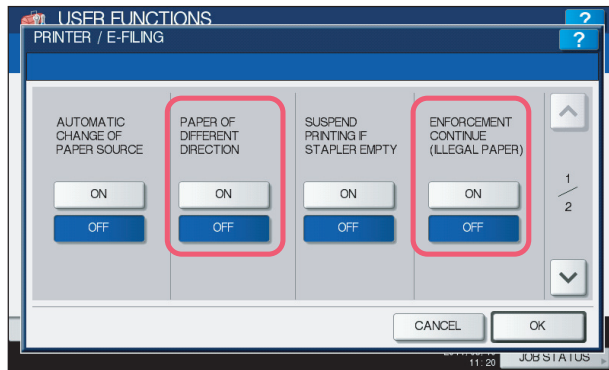 USER FUNCTIONS
?
PRINTER / E-FILING
?
AUTOMATIC
CHANGE OF
PAPER SOURCE
ON
OFF
PAPER OF
DIFFERENT
DIRECTION
ON
OFF
SUSPEND
PRINTING IF
STAPLER EMPTY
ON
OFF
ENFORCEMENT
CONTINUE
(ILLEGAL PAPER)
ON
OFF
1
2
CANCEL
OK
11:20
JOB STATUS